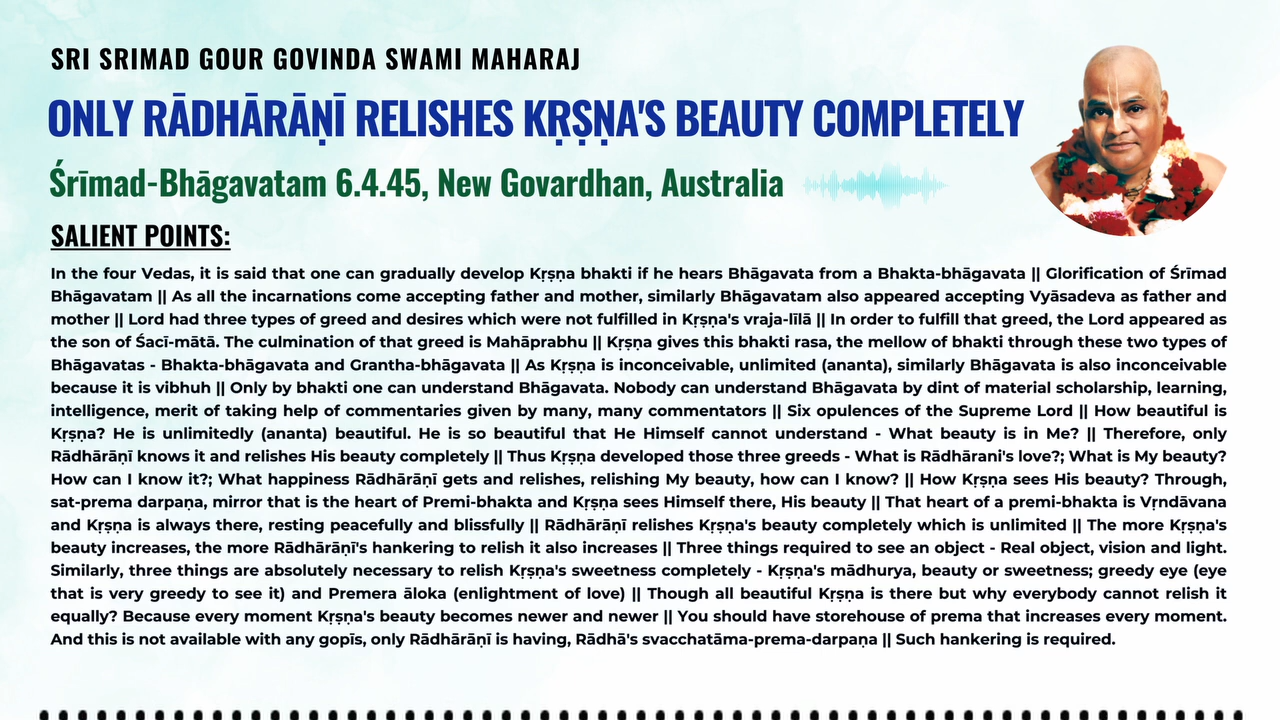 SRI SRIMAD GOUR GOVINDA SWAMI MAHARAJ
ONLY RĀDHĀRĀṆĪ RELISHES KṚṢṆA'S BEAUTY COMPLETELY
Śrīmad-Bhāgavatam 6.4.45, New Govardhan, Australia
SALIENT POINTS:
In the four Vedas, it is said that one can gradually develop Kṛṣṇa bhakti if he hears Bhāgavata from a Bhakta-bhāgavata || Glorification of Śrīmad
Bhāgavatam || As all the incarnations come accepting father and mother, similarly Bhāgavatam also appeared accepting Vyāsadeva as father and
mother || Lord had three types of greed and desires which were not fulfilled in Kṛṣṇa's vraja-līlā || In order to fulfill that greed, the Lord appeared as
the son of Śacī-mātā. The culmination of that greed is Mahāprabhu || Kṛṣṇa gives this bhakti rasa, the mellow of bhakti through these two types of
Bhāgavatas - Bhakta-bhāgavata and Grantha-bhāgavata || As Kṛṣṇa is inconceivable, unlimited (ananta), similarly Bhāgavata is also inconceivable
because it is vibhuh || Only by bhakti one can understand Bhāgavata. Nobody can understand Bhāgavata by dint of material scholarship, learning,
intelligence, merit of taking help of commentaries given by many, many commentators || Six opulences of the Supreme Lord || How beautiful is
Kṛṣṇa? He is unlimitedly (ananta) beautiful. He is so beautiful that He Himself cannot understand - What beauty is in Me? || Therefore, only
Rādhārāṇī knows it and relishes His beauty completely || Thus Kṛṣṇa developed those three greeds - What is Rādhārani's love?; What is My beauty?
How can I know it?; What happiness Rādhārāṇī gets and relishes, relishing My beauty, how can I know? || How Kṛṣṇa sees His beauty? Through,
sat-prema darpaṇa, mirror that is the heart of Premi-bhakta and Kṛṣṇa sees Himself there, His beauty || That heart of a premi-bhakta is Vṛndāvana
and Kṛṣṇa is always there, resting peacefully and blissfully || Rādhārāṇī relishes Kṛṣṇa's beauty completely which is unlimited || The more Kṛṣṇa's
beauty increases, the more Rādhārāṇī's hankering to relish it also increases || Three things required to see an object - Real object, vision and light.
Similarly, three things are absolutely necessary to relish Kṛṣṇa's sweetness completely - Kṛṣṇa's mādhurya, beauty or sweetness; greedy eye (eye
that is very greedy to see it) and Premera āloka (enlightment of love) || Though all beautiful Kṛṣṇa is there but why everybody cannot relish it
equally? Because every moment Kṛṣṇa's beauty becomes newer and newer || You should have storehouse of prema that increases every moment.
And this is not available with any gopīs, only Rādhārāṇī is having, Rādhā's svacchatāma-prema-darpaṇa || Such hankering is required.